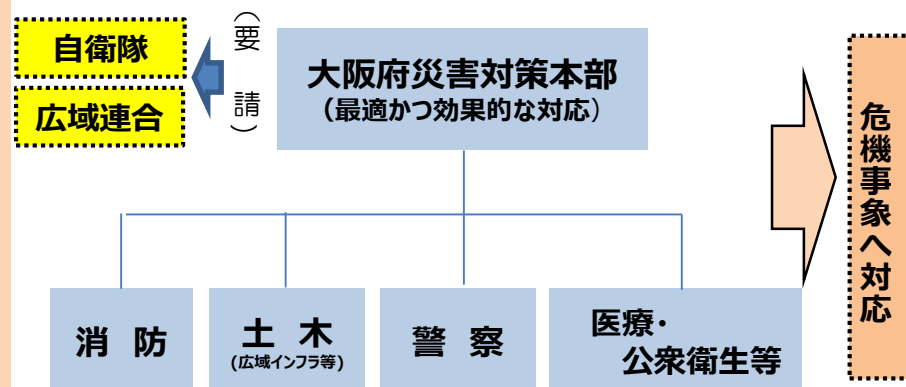 自衛隊
広域連合
（要請）
大阪府災害対策本部
（最適かつ効果的な対応）
危機事象へ対応
消 防
土 木
(広域インフラ等)
警 察
医療・
公衆衛生等